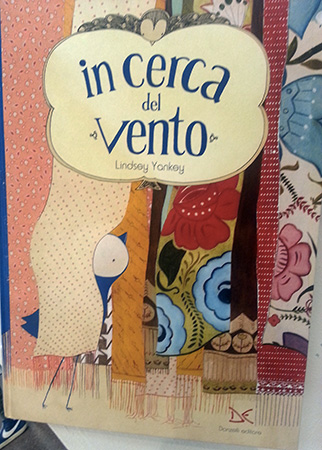 in cerca
del
vento
Lindsey Yankey
Donzelli editore